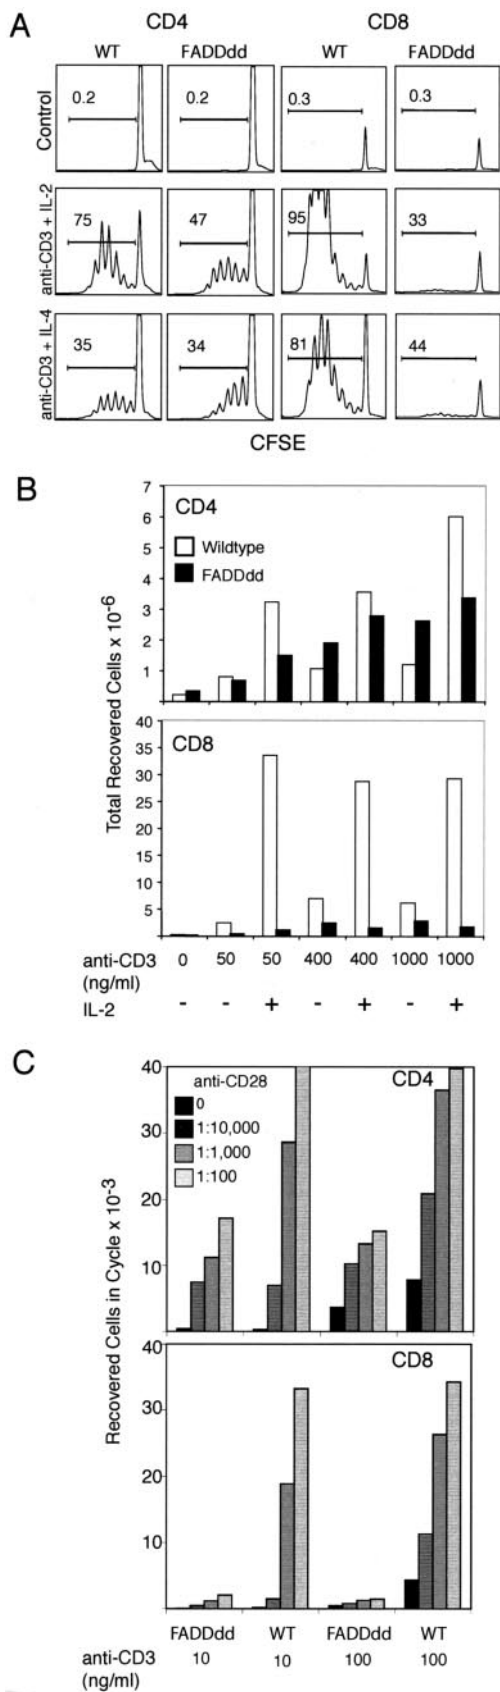 A
CD4 CD8
WT FADDdd WT FADDdd
Control 0.2 0.2 0.3 0.3
anti-CD3 + IL-2 75 47 95 33
anti-CD3 + IL-4 35 34 81 44
CFSE
B
Total Recovered Cells x 10-6
7
6
5
4
3
2
1
CD4
Wildtype
FADDdd
40
35
30
25
20
15
10
5
CD8
anti-CD3 0 50 50 400 400 1000 1000
(ng/ml)
IL-2 - - + - + - +
C
Recovered Cells in Cycle x 10-3
40
30
20
10
anti-CD28
0
1:10,000
1:1,000
1:100
CD4
40
30
20
10
CD8
FADDdd WT FADDdd WT
anti-CD3 10 10 100 100
(ng/ml)